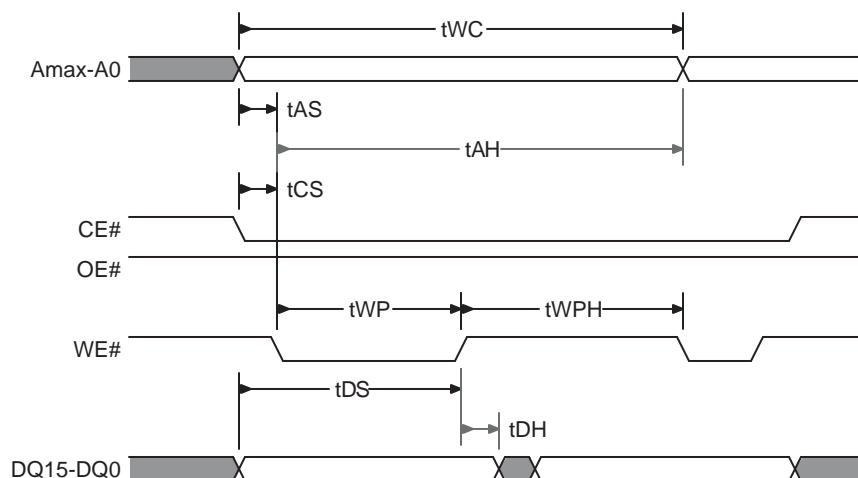 tWC
Amax-A0
tAS
tAH
tCS
CE#
OE#
tWP
tWPH
WE#
tDS
tDH
DQ15-DQ0